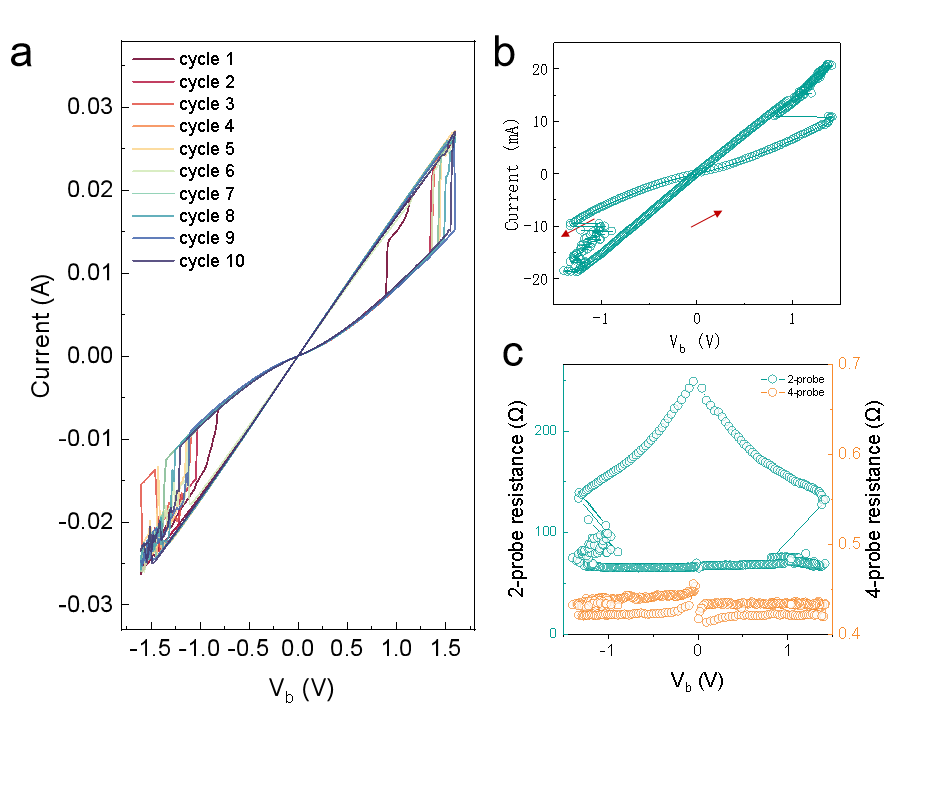 a
cycle 1
cycle 2
cycle 3
cycle 4
cycle 5
cycle 6
cycle 7
cycle 8
cycle 9
cycle 10
0.03
0.02
0.01
0.00
-0.01
-0.02
-0.03
Current (A)
-1.5 -1.0 -0.5 0.0 0.5 1.0 1.5
Vb (V)
b
20
10
0
-10
-20
Current (mA)
-1 0 1
Vb (V)
c
2-probe
4-probe
200
100
0
2-probe resistance (Ω)
0.7
0.6
0.5
0.4
4-probe resistance (Ω)
-1 0 1
Vb (V)